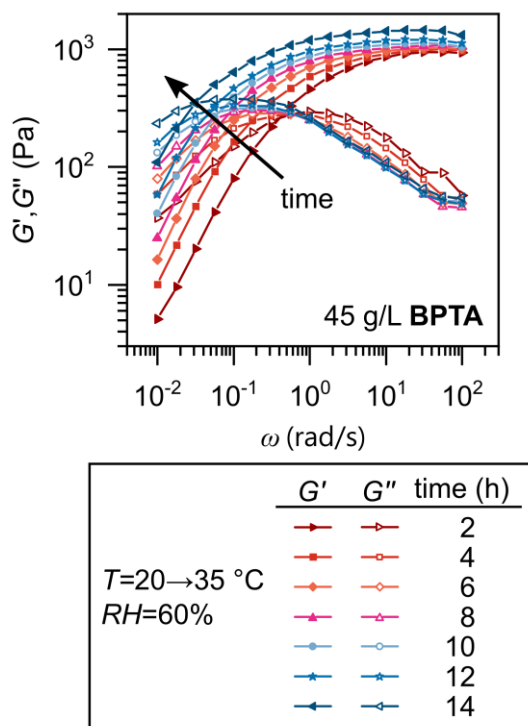 G',G" (Pa)
10³
10²
10¹
time
45 g/L BPTA
10⁻² 10⁻¹ 10⁰ 10¹ 10²
ω (rad/s)
G' G" time (h)
2
4
T=20→35 °C 6
RH=60% 8
10
12
14